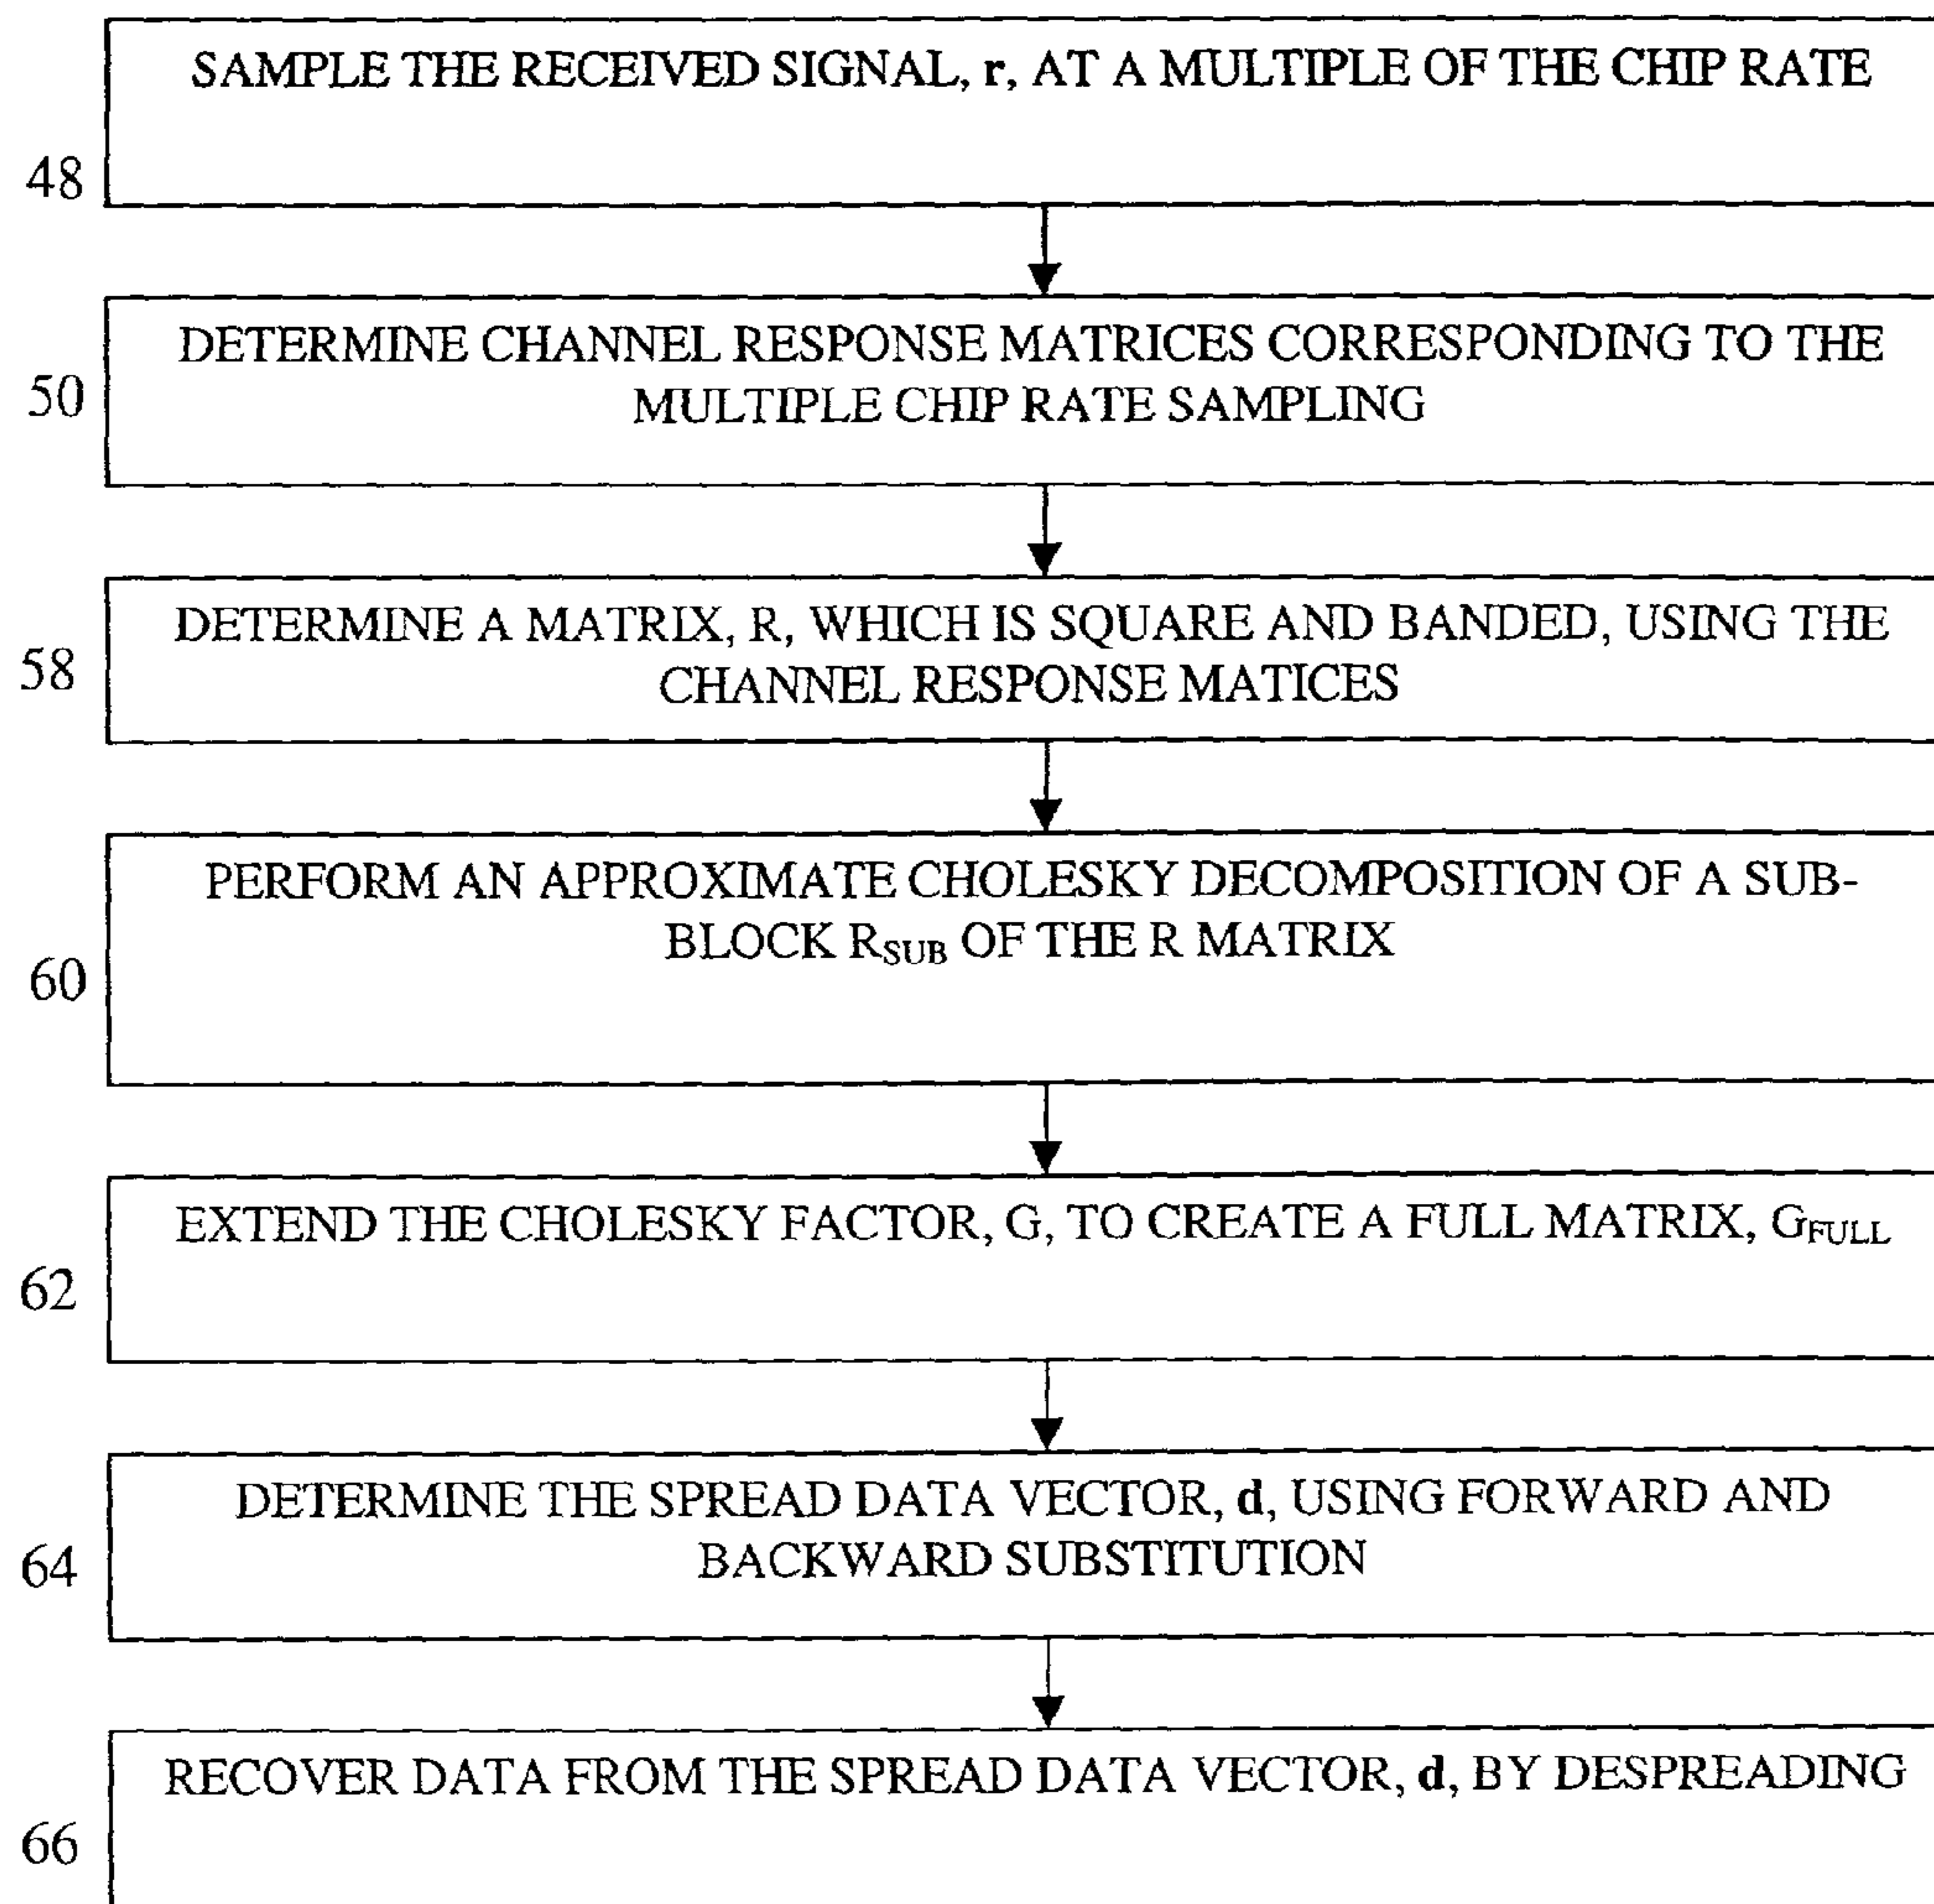 SAMPLE THE RECEIVED SIGNAL, r, AT A MULTIPLE OF THE CHIP RATE
48
DETERMINE CHANNEL RESPONSE MATRICES CORRESPONDING TO THE
MULTIPLE CHIP RATE SAMPLING
50
DETERMINE A MATRIX, R, WHICH IS SQUARE AND BANDED, USING THE
CHANNEL RESPONSE MATICES
58
PERFORM AN APPROXIMATE CHOLESKY DECOMPOSITION OF A SUB-
BLOCK RSUB OF THE R MATRIX
60
EXTEND THE CHOLESKY FACTOR, G, TO CREATE A FULL MATRIX, GFULL
62
DETERMINE THE SPREAD DATA VECTOR, d, USING FORWARD AND
BACKWARD SUBSTITUTION
64
RECOVER DATA FROM THE SPREAD DATA VECTOR, d, BY DESPREADING
66